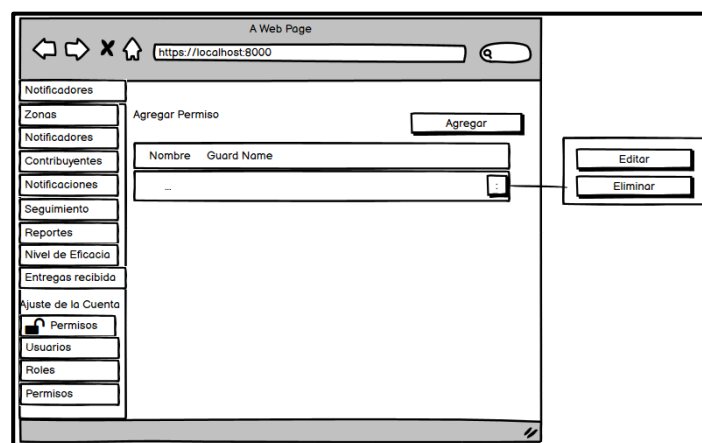 A Web Page
https://localhost:8000
Notificadores
Zonas
Notificadores
Contribuyentes
Notificaciones
Seguimiento
Reportes
Nivel de Eficacia
Entregas recibida
Ajuste de la Cuenta
Permisos
Usuarios
Roles
Permisos
Agregar Permiso
Agregar
Nombre Guard Name
...
:
Editar
Eliminar